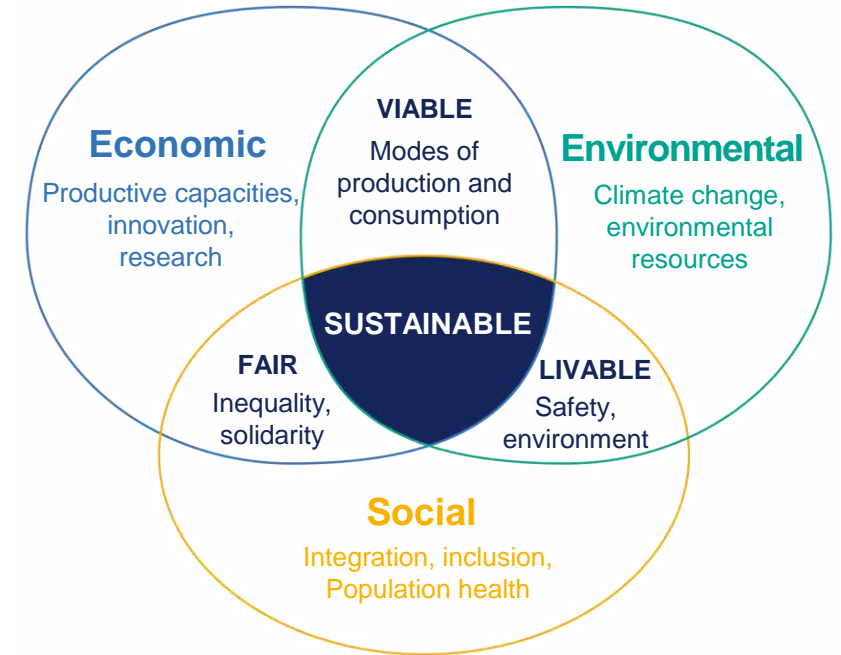 VIABLE
Modes of
production and
consumption
Economic
Productive capacities,
innovation,
research
Environmental
Climate change,
environmental
resources
SUSTAINABLE
FAIR
Inequality,
solidarity
LIVABLE
Safety,
environment
Social
Integration, inclusion,
Population health